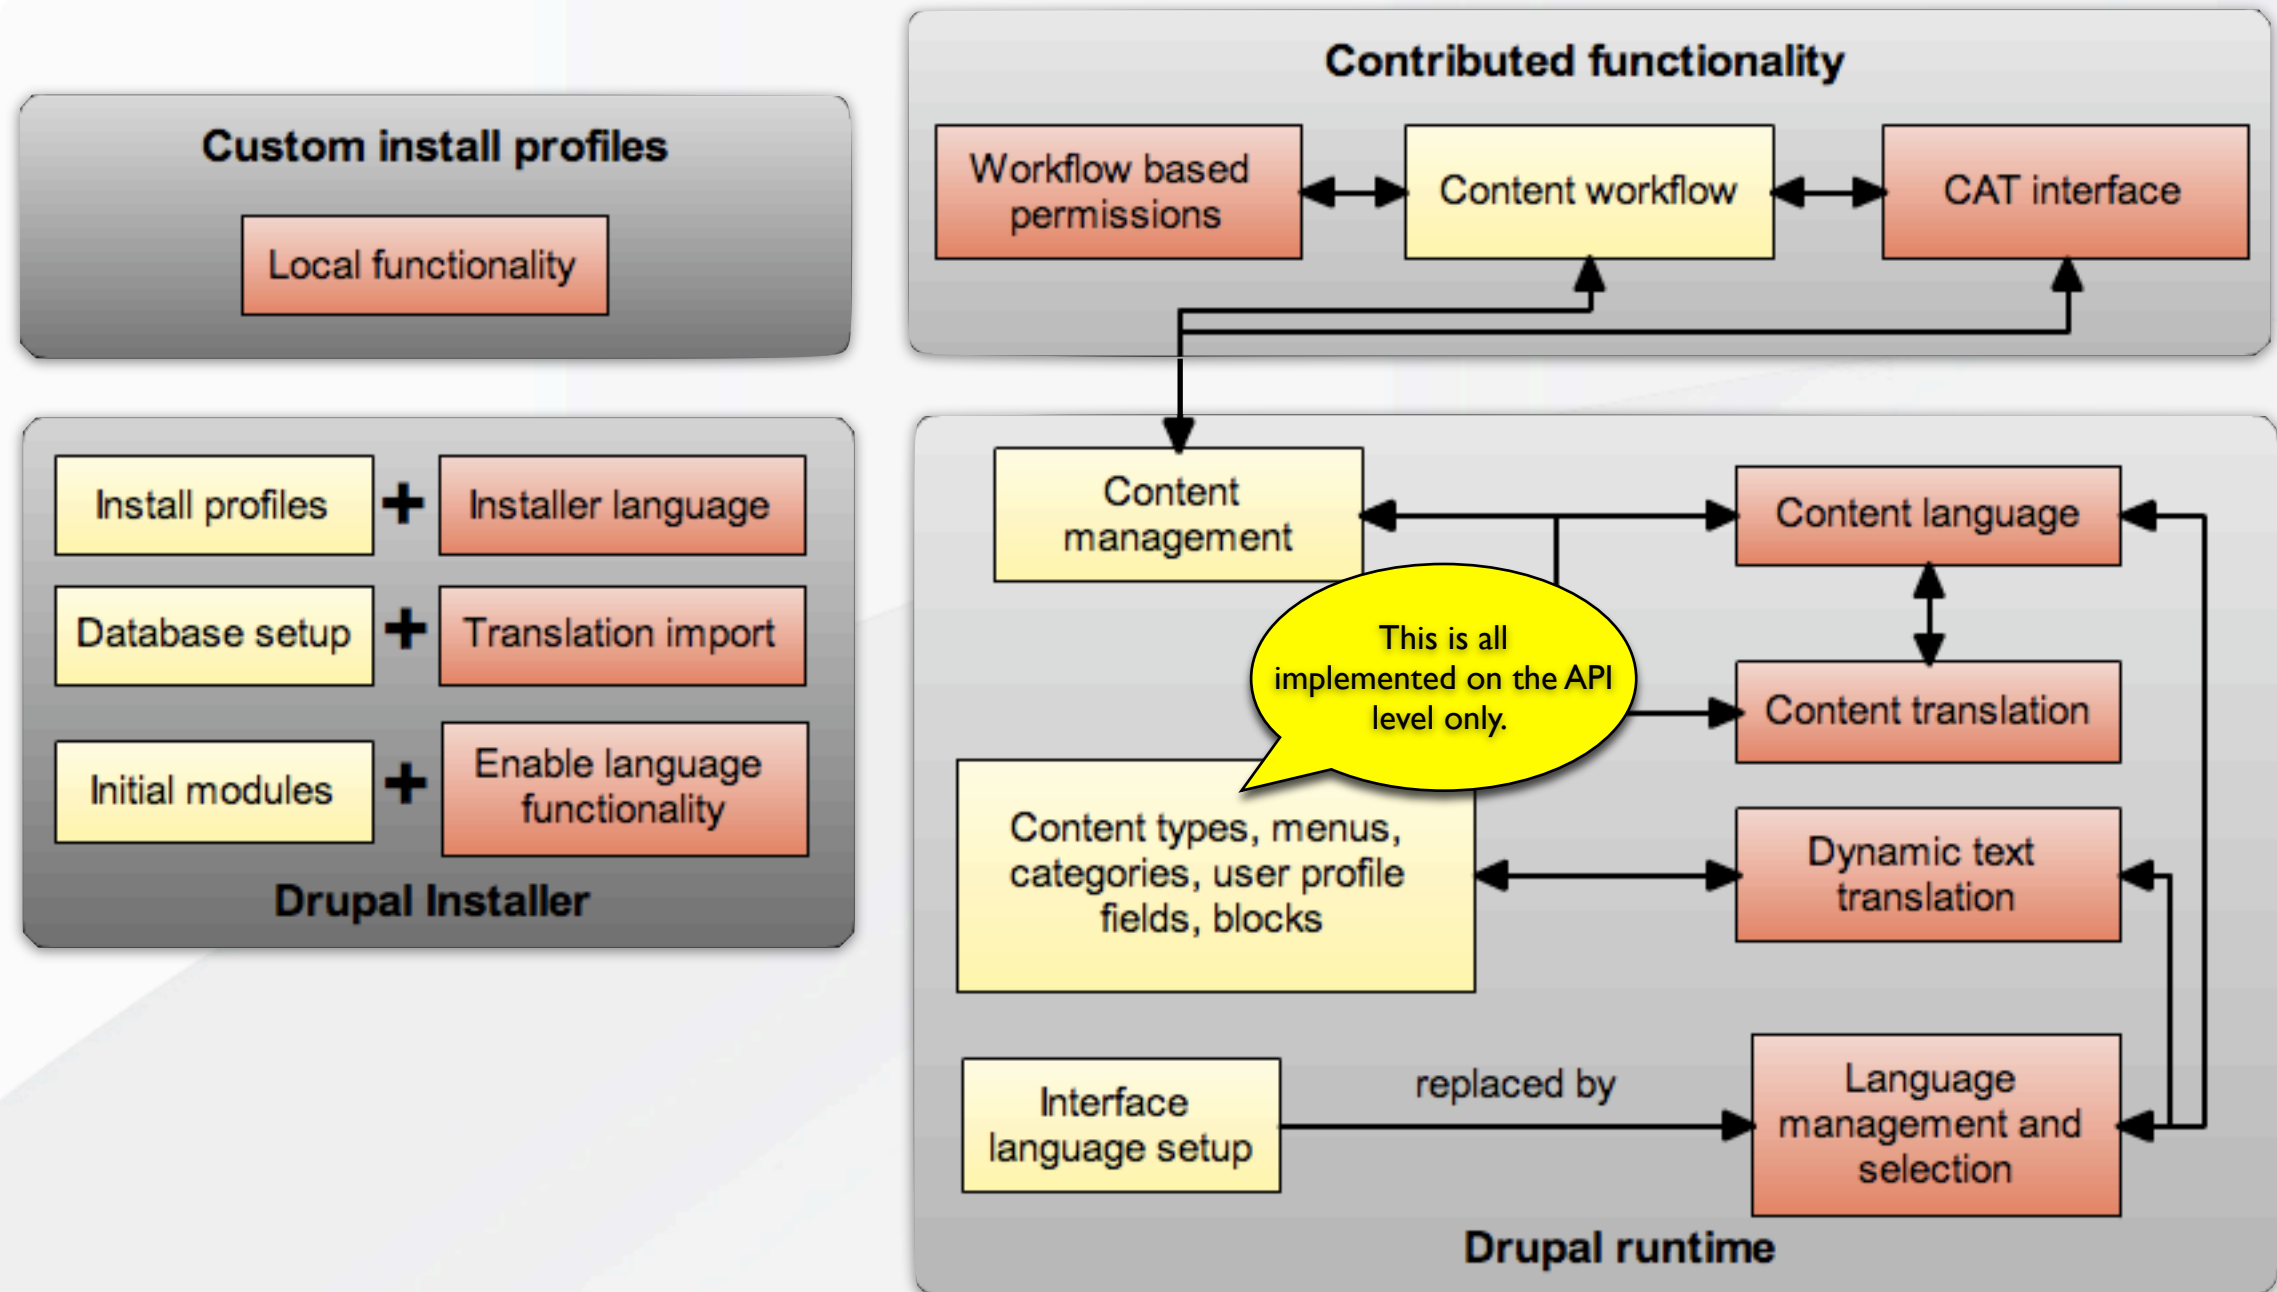 Custom install profiles
Local functionality
Contributed functionality
Workflow based
permissions
Content workflow
CAT interface
Install profiles
+
Installer language
Database setup
+
Translation import
Initial modules
+
Enable language
functionality
Drupal Installer
Content
management
Content language
This is all
implemented on the API
level only.
Content translation
Content types, menus,
categories, user profile
fields, blocks
Dynamic text
translation
Interface
language setup
replaced by
Language
management and
selection
Drupal runtime